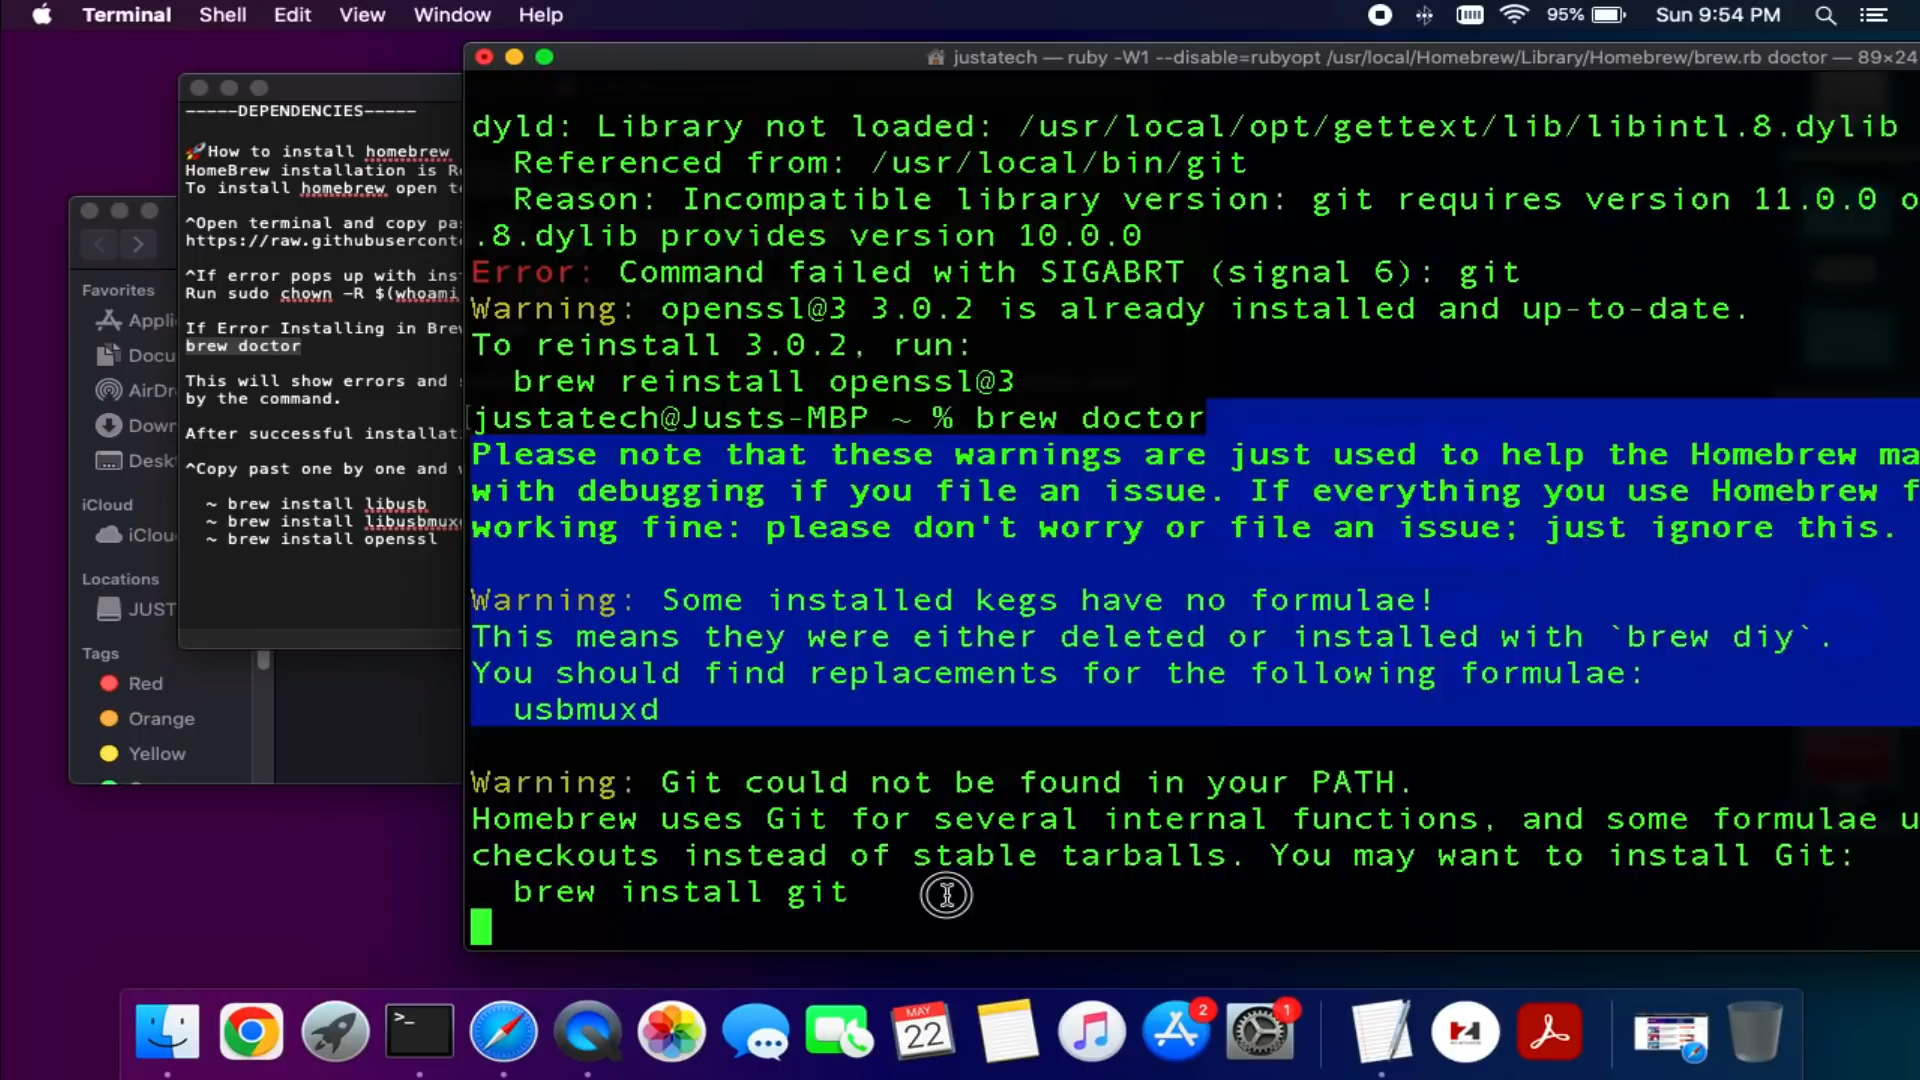 Terminal Shell Edit View Window Help
95% Sun 9:54 PM
justatech — ruby -W1 --disable=rubyopt /usr/local/Homebrew/Library/Homebrew/brew.rb doctor — 89×24
-----DEPENDENCIES-----
🚀How to install homebrew
HomeBrew installation is
To install homebrew open
^Open terminal and copy
https://raw.githubuserconte
^If error pops up with
Run sudo chown -R $(whoami
If Error Installing in
brew doctor
This will show errors and
by the command.
After successful
^Copy past one by one and
~ brew install libusb
~ brew install libusbmux
~ brew install openssl
Favorites
Appli
Docu
AirDr
Down
Desk
iCloud
iClou
Locations
JUST
Tags
Red
Orange
Yellow
dyld: Library not loaded: /usr/local/opt/gettext/lib/libintl.8.dylib
Referenced from: /usr/local/bin/git
Reason: Incompatible library version: git requires version 11.0.0 o
.8.dylib provides version 10.0.0
Error: Command failed with SIGABRT (signal 6): git
Warning: openssl@3 3.0.2 is already installed and up-to-date.
To reinstall 3.0.2, run:
brew reinstall openssl@3
[justatech@Justs-MBP ~ % brew doctor
Please note that these warnings are just used to help the Homebrew ma
with debugging if you file an issue. If everything you use Homebrew f
working fine: please don't worry or file an issue; just ignore this.
Warning: Some installed kegs have no formulae!
This means they were either deleted or installed with `brew diy`.
You should find replacements for the following formulae:
usbmuxd
Warning: Git could not be found in your PATH.
Homebrew uses Git for several internal functions, and some formulae u
checkouts instead of stable tarballs. You may want to install Git:
brew install git
MAY
22
2
1